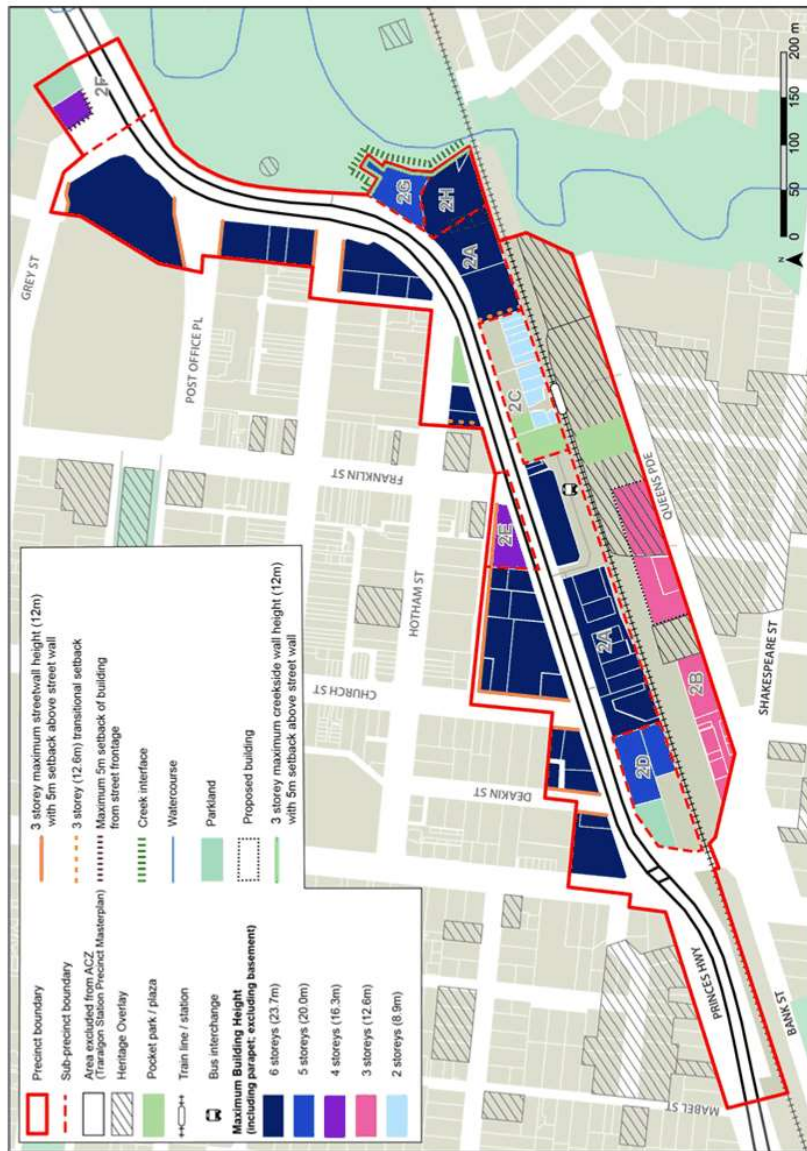 Precinct boundary
Sub-precinct boundary
Area excluded from ACZ
(Traralgon Station Precinct Masterplan)
Heritage Overlay
Pocket park / plaza
Train line / station
Bus interchange
Maximum Building Height
(including parapet; excluding basement)
6 storeys (23.7m)
5 storeys (20.0m)
4 storeys (16.3m)
3 storeys (12.6m)
2 storeys (8.9m)
3 storey maximum streetwall height (12m)
with 5m setback above street wall
3 storey (12.6m) transitional setback
Maximum 5m setback of building
from street frontage
Creek interface
Watercourse
Parkland
Proposed building
3 storey maximum creekside wall height (12m)
with 5m setback above street wall
GREY ST
POST OFFICE PL
FRANKLIN ST
HOTHAM ST
CHURCH ST
DEAKIN ST
PRINCES HWY
MABEL ST
BANK ST
SHAKESPEARE ST
QUEENS PDE
2F
2G
2H
2A
2C
2E
2A
2D
2B
N
0 50 100 150 200 m